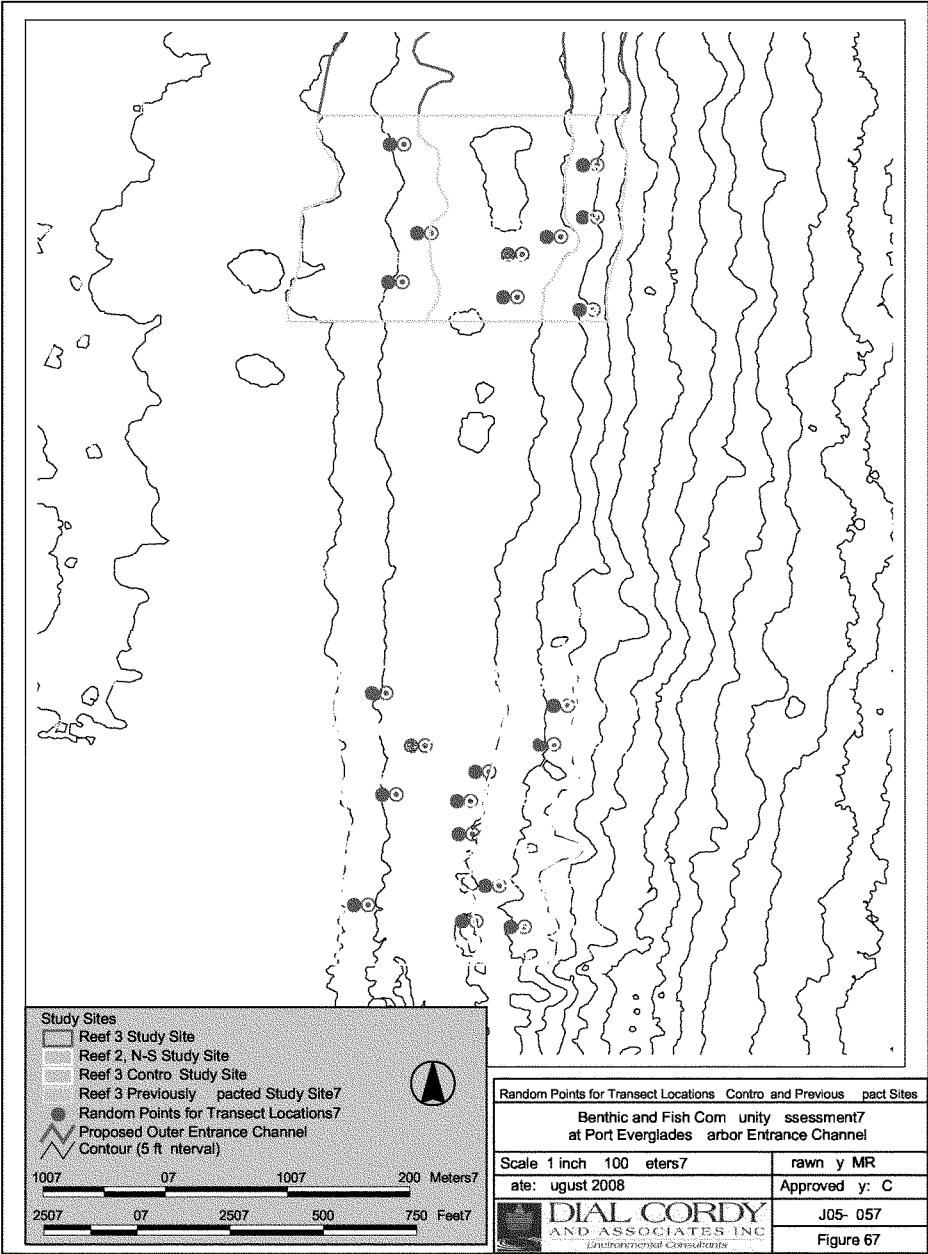 Study Sites
Reef 3 Study Site
Reef 2, N-S Study Site
Reef 3 Contro Study Site
Reef 3 Previously pacted Study Site7
Random Points for Transect Locations7
Proposed Outer Entrance Channel
Contour (5 ft nterval)
1007 07 1007 200 Meters7
2507 07 2507 500 750 Feet7
Random Points for Transect Locations Contro and Previous pact Sites
Benthic and Fish Com unity ssessment7
at Port Everglades arbor Entrance Channel
Scale 1 inch 100 eters7
rawn y MR
ate: ugust 2008
Approved y: C
DIAL CORDY
AND ASSOCIATES INC
Environmental Consultants
J05- 057
Figure 67